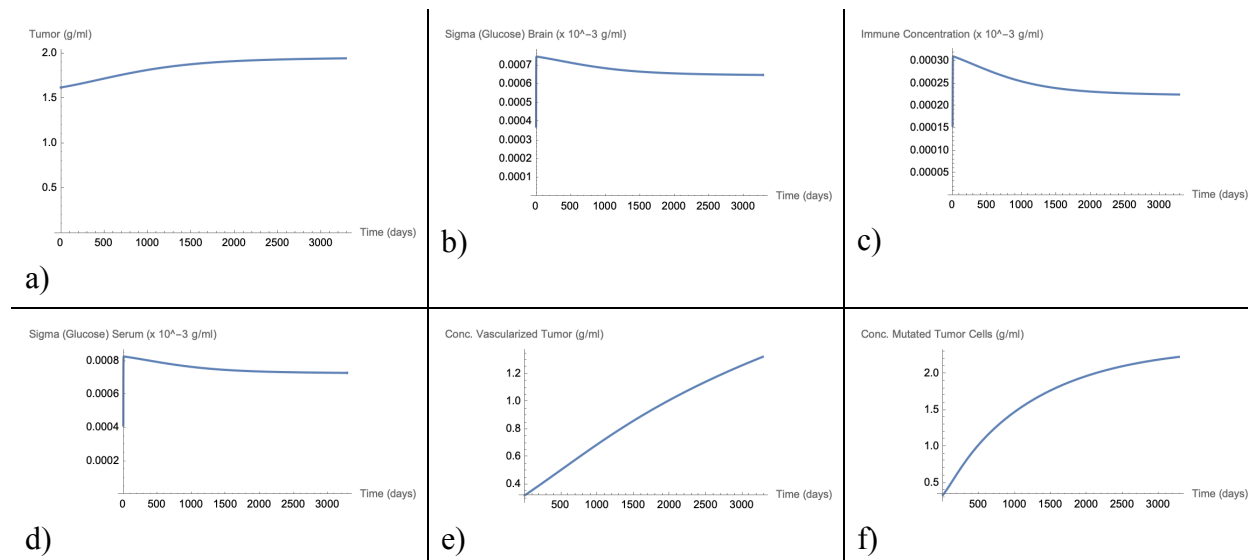 Tumor (g/ml)
2.0
1.5
1.0
0.5
0 500 1000 1500 2000 2500 3000
Time (days)
a)
Sigma (Glucose) Brain (x 10^−3 g/ml)
0.0007
0.0006
0.0005
0.0004
0.0003
0.0002
0.0001
0 500 1000 1500 2000 2500 3000
Time (days)
b)
Immune Concentration (x 10^−3 g/ml)
0.00030
0.00025
0.00020
0.00015
0.00010
0.00005
0 500 1000 1500 2000 2500 3000
Time (days)
c)
Sigma (Glucose) Serum (x 10^−3 g/ml)
0.0008
0.0006
0.0004
0.0002
0 500 1000 1500 2000 2500 3000
Time (days)
d)
Conc. Vascularized Tumor (g/ml)
1.2
1.0
0.8
0.6
0.4
500 1000 1500 2000 2500 3000
Time (days)
e)
Conc. Mutated Tumor Cells (g/ml)
2.0
1.5
1.0
0.5
500 1000 1500 2000 2500 3000
Time (days)
f)